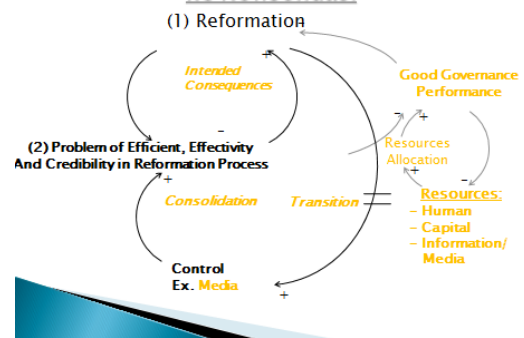 (1) Reformation
Intended
Consequences
Good Governance
Performance
(2) Problem of Efficient, Effectivity
And Credibility in Reformation Process
Resources
Allocation
Consolidation
Transition
Resources:
– Human
– Capital
– Information/
Media
Control
Ex. Media
+
-
+
-
+
+
-
+